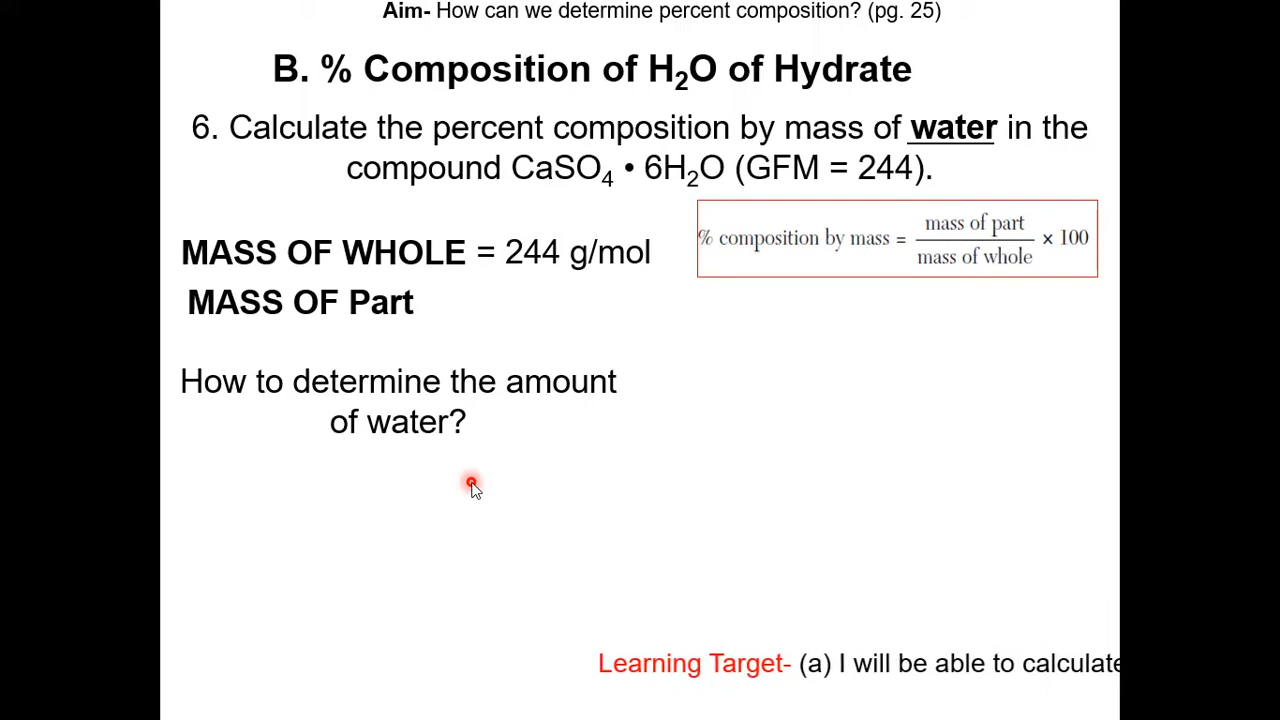 Aim- How can we determine percent composition? (pg. 25)
B. % Composition of H₂O of Hydrate
6. Calculate the percent composition by mass of water in the
compound CaSO₄ • 6H₂O (GFM = 244).
MASS OF WHOLE = 244 g/mol
% composition by mass = mass of part / mass of whole × 100
MASS OF Part
How to determine the amount
of water?
Learning Target- (a) I will be able to calculate